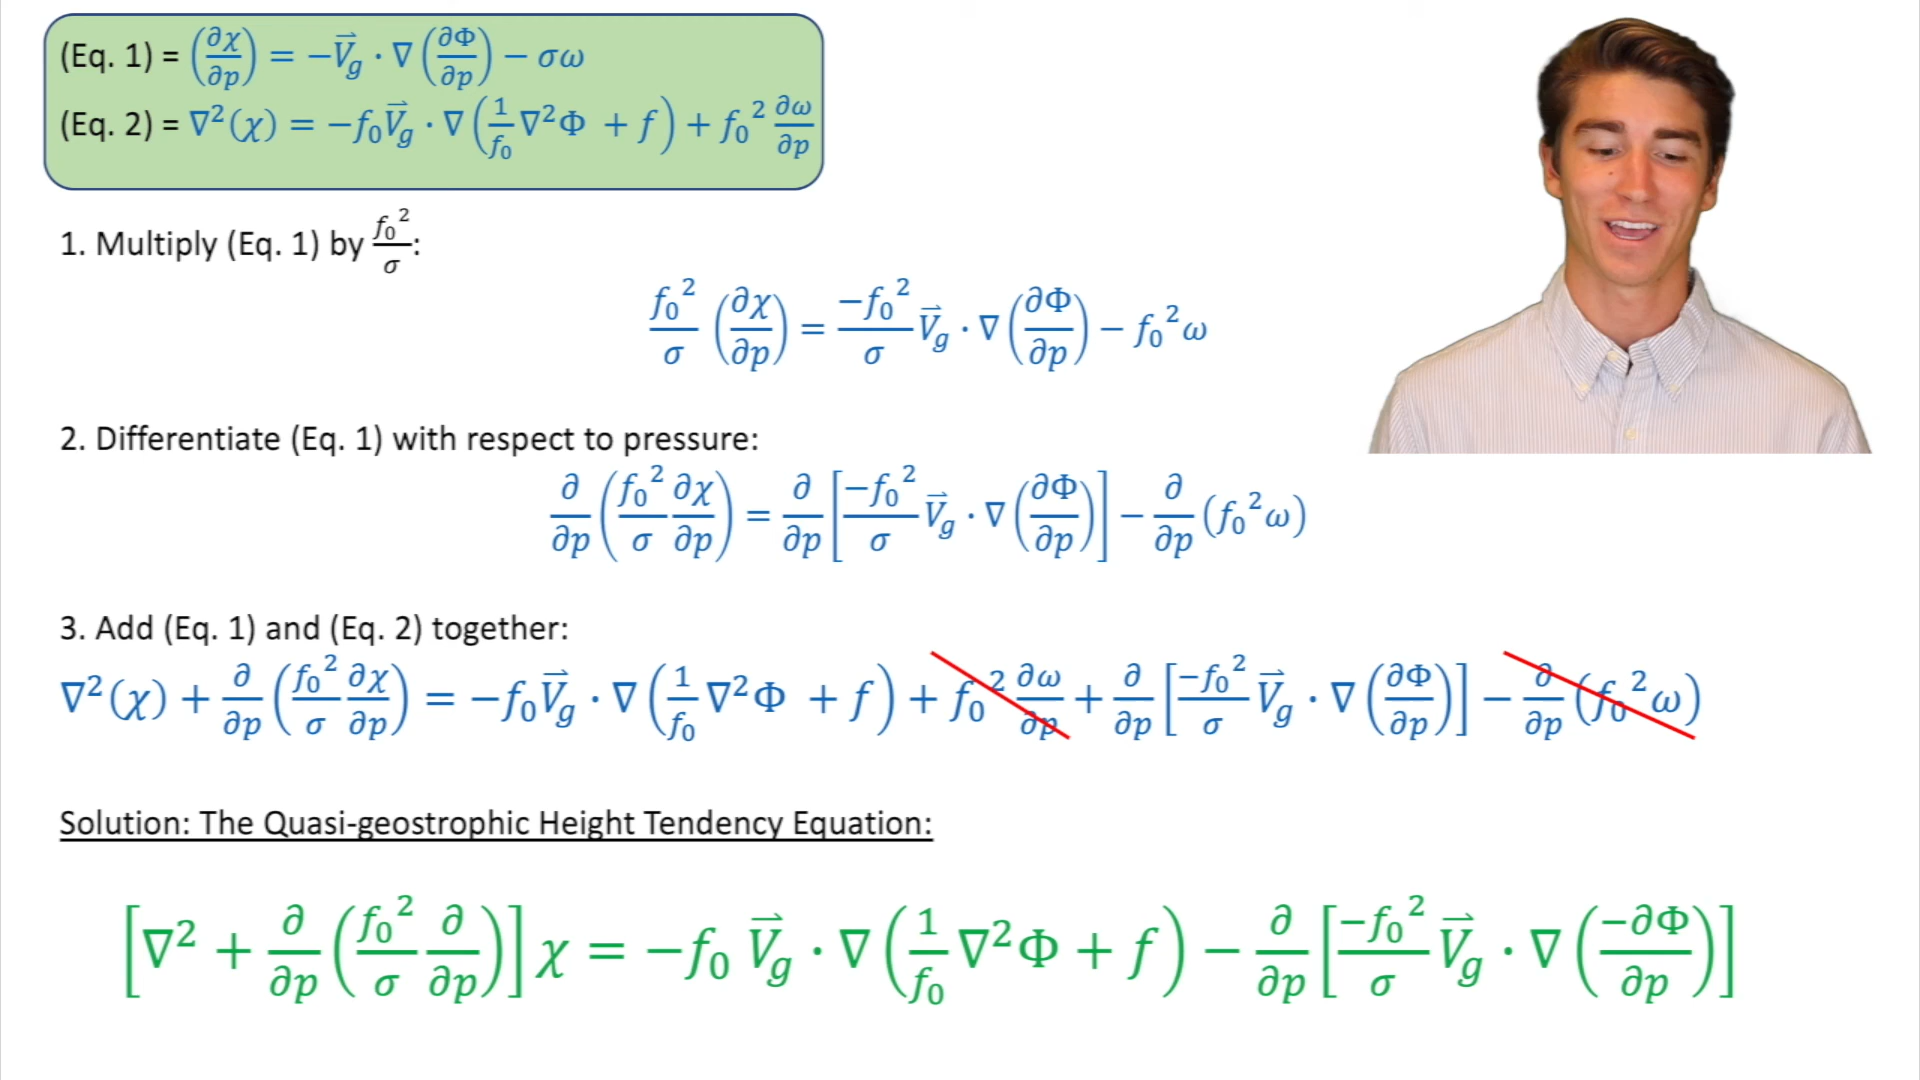 (Eq. 1) = (∂χ/∂p) = −V⃗g · ∇(∂Φ/∂p) − σω
(Eq. 2) = ∇²(χ) = −f₀V⃗g · ∇(1/f₀ ∇²Φ + f) + f₀² ∂ω/∂p
1. Multiply (Eq. 1) by f₀²/σ:
f₀²/σ (∂χ/∂p) = −f₀²/σ V⃗g · ∇(∂Φ/∂p) − f₀²ω
2. Differentiate (Eq. 1) with respect to pressure:
∂/∂p (f₀²/σ ∂χ/∂p) = ∂/∂p [−f₀²/σ V⃗g · ∇(∂Φ/∂p)] − ∂/∂p (f₀²ω)
3. Add (Eq. 1) and (Eq. 2) together:
∇²(χ) + ∂/∂p (f₀²/σ ∂χ/∂p) = −f₀V⃗g · ∇(1/f₀ ∇²Φ + f) + f₀² ∂ω/∂p + ∂/∂p [−f₀²/σ V⃗g · ∇(∂Φ/∂p)] − ∂/∂p (f₀²ω)
Solution: The Quasi-geostrophic Height Tendency Equation:
[∇² + ∂/∂p (f₀²/σ ∂/∂p)] χ = −f₀ V⃗g · ∇(1/f₀ ∇²Φ + f) − ∂/∂p [−f₀²/σ V⃗g · ∇(−∂Φ/∂p)]